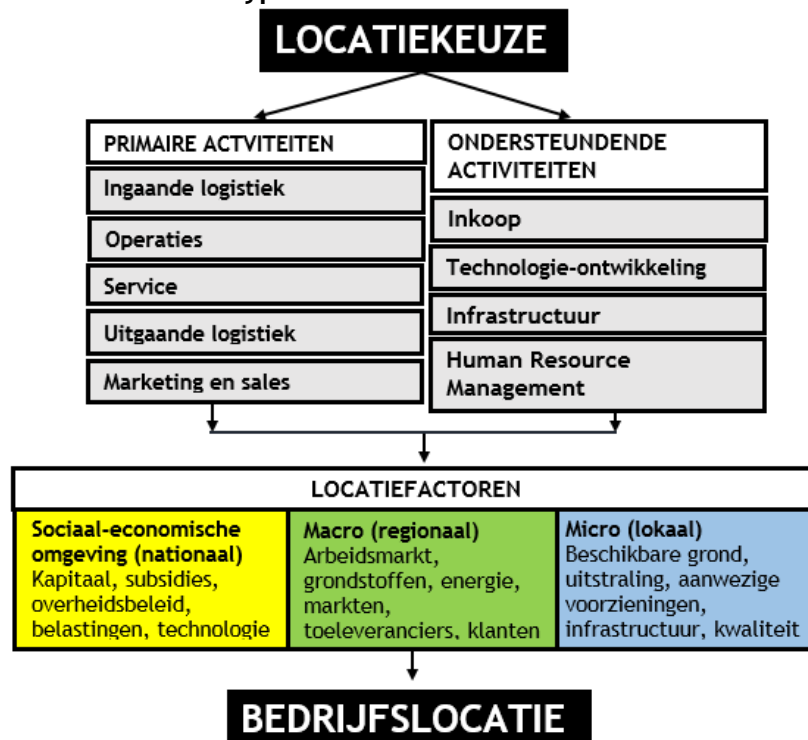 LOCATIEKEUZE
PRIMAIRE ACTVITEITEN
Ingaande logistiek
Operaties
Service
Uitgaande logistiek
Marketing en sales
ONDERSTEUNDENDE
ACTIVITEITEN
Inkoop
Technologie-ontwikkeling
Infrastructuur
Human Resource
Management
LOCATIEFACTOREN
Sociaal-economische
omgeving (nationaal)
Kapitaal, subsidies,
overheidsbeleid,
belastingen, technologie
Macro (regionaal)
Arbeidsmarkt,
grondstoffen, energie,
markten,
toeleveranciers, klanten
Micro (lokaal)
Beschikbare grond,
uitstraling, aanwezige
voorzieningen,
infrastructuur, kwaliteit
BEDRIJFSLOCATIE